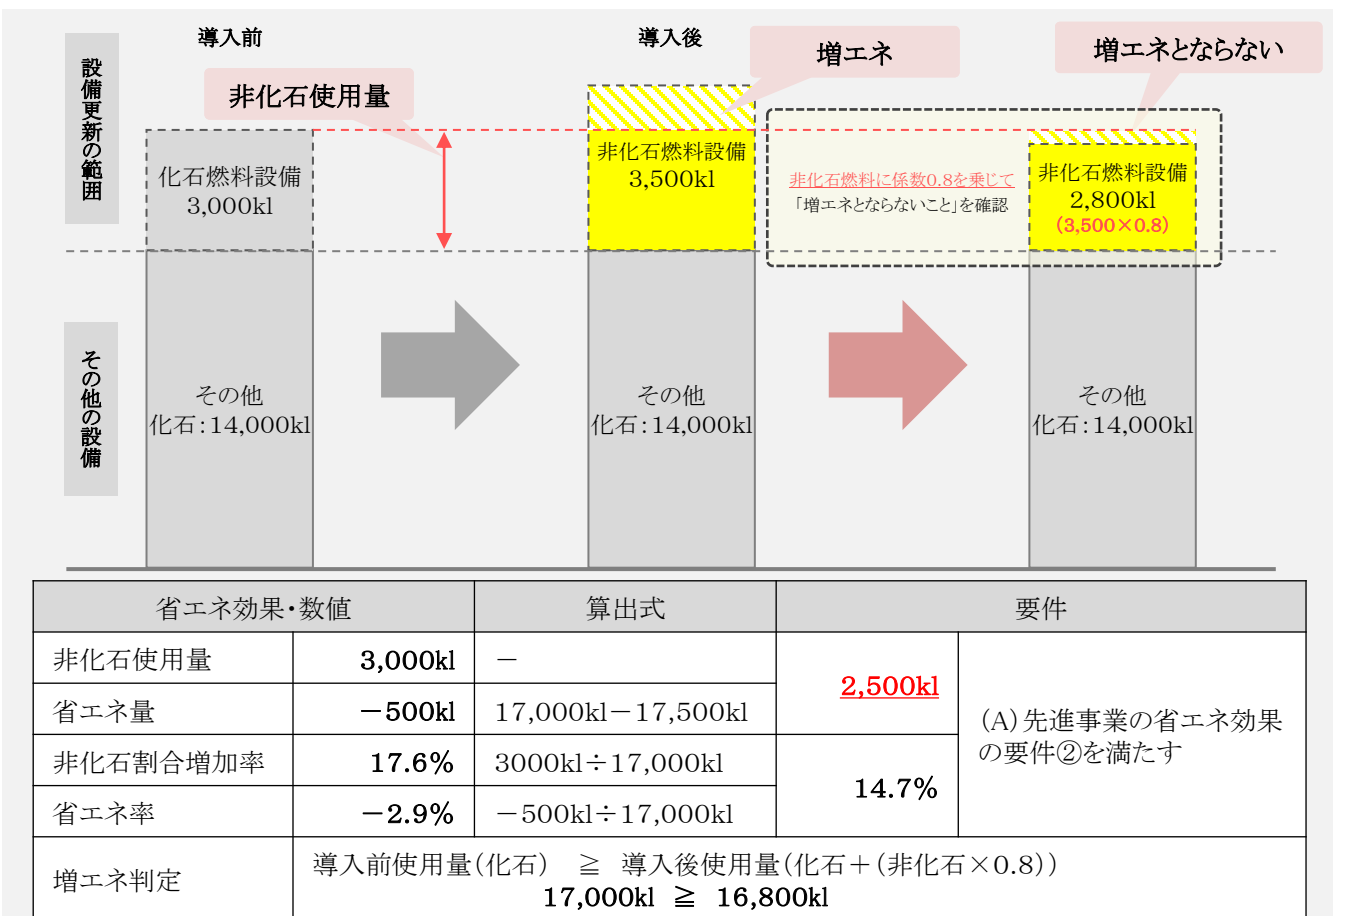 導入前
導入後
増エネ
増エネとならない
設備更新の範囲
非化石使用量
化石燃料設備
3,000kl
非化石燃料設備
3,500kl
非化石燃料に係数0.8を乗じて
「増エネとならないこと」を確認
非化石燃料設備
2,800kl
(3,500×0.8)
その他の設備
その他
化石:14,000kl
その他
化石:14,000kl
その他
化石:14,000kl
省エネ効果・数値 算出式 要件
非化石使用量 3,000kl －
2,500kl
省エネ量 －500kl 17,000kl－17,500kl
(A)先進事業の省エネ効果
の要件②を満たす
非化石割合増加率 17.6% 3000kl÷17,000kl
14.7%
省エネ率 －2.9% －500kl÷17,000kl
増エネ判定
導入前使用量(化石) ≧ 導入後使用量(化石+(非化石×0.8))
17,000kl ≧ 16,800kl